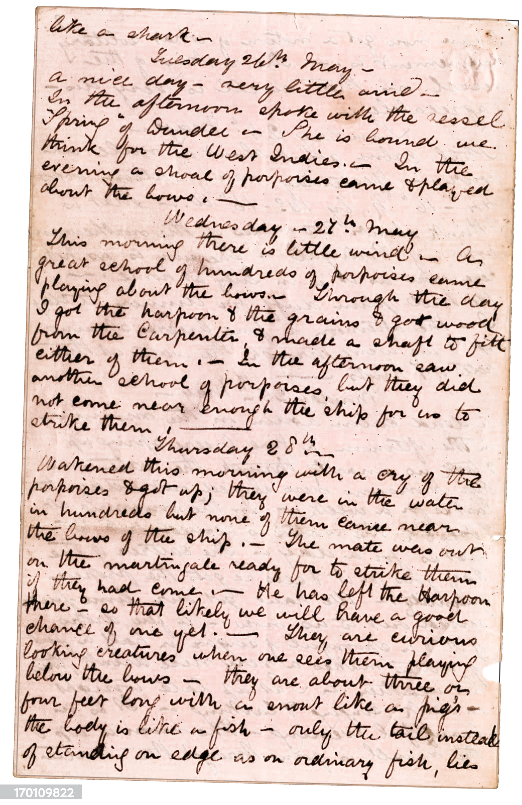 like a shark –
Tuesday 26th May –
a nice day – very little wind –
In the afternoon spoke with the vessel
"Spring" of Dundee – She is bound we
think for the West Indies. – In the
evening a shoal of porpoises came & played
about the bows. –
Wednesday – 27th May
This morning there is little wind – A
great school of hundreds of porpoises came
playing about the bows – Through the day
I got the harpoon & the grains & got wood
from the Carpenter, & made a shaft to fitt
either of them. – In the afternoon saw
another school of porpoises, but they did
not come near enough the ship for us to
strike them. –
Thursday 28th –
Wakened this morning with a cry of the
porpoises & got up; they were in the water
in hundreds but none of them came near
the bows of the ship. – The mate was out
on the martingale ready for to strike them
if they had come. – He has left the Harpoon
there – so that likely we will have a good
chance of one yet. – They are curious
looking creatures when one sees them playing
below the bows – they are about three or
four feet long with a snout like a pigs –
the body is like a fish – only the tail instead
of standing on edge as on ordinary fish, lies
170109822